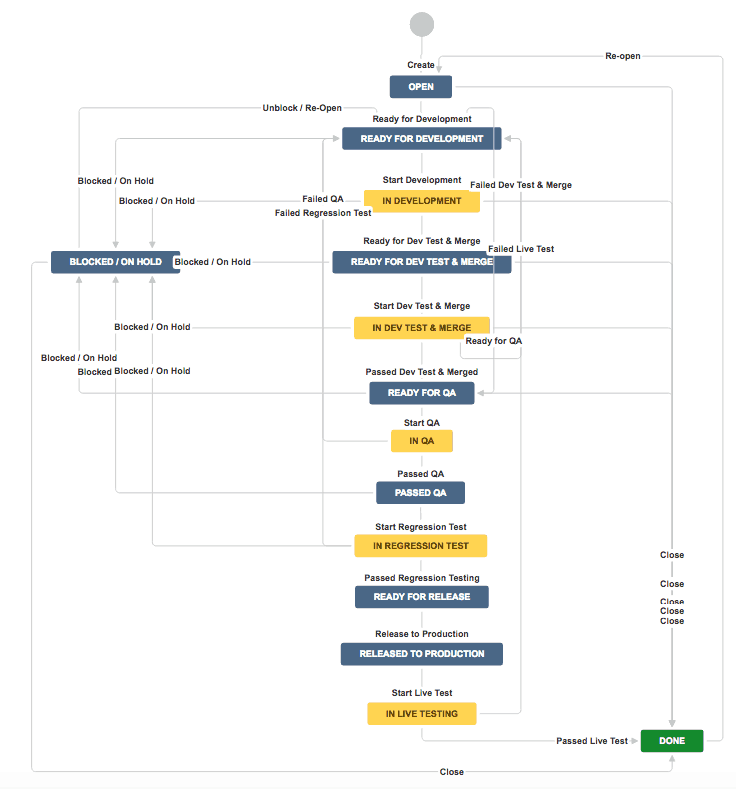 Re-open
Create
OPEN
Unblock / Re-Open
Ready for Development
READY FOR DEVELOPMENT
Blocked / On Hold
Start Development
Failed Dev Test & Merge
Blocked / On Hold
Failed QA
IN DEVELOPMENT
Failed Regression Test
Ready for Dev Test & Merge
Failed Live Test
BLOCKED / ON HOLD
Blocked / On Hold
READY FOR DEV TEST & MERGE
Start Dev Test & Merge
Blocked / On Hold
IN DEV TEST & MERGE
Ready for QA
Blocked / On Hold
Passed Dev Test & Merged
Blocked
Blocked / On Hold
READY FOR QA
Start QA
IN QA
Passed QA
PASSED QA
Start Regression Test
IN REGRESSION TEST
Close
Passed Regression Testing
Close
READY FOR RELEASE
Close
Close
Close
Release to Production
RELEASED TO PRODUCTION
Start Live Test
IN LIVE TESTING
Passed Live Test
DONE
Close